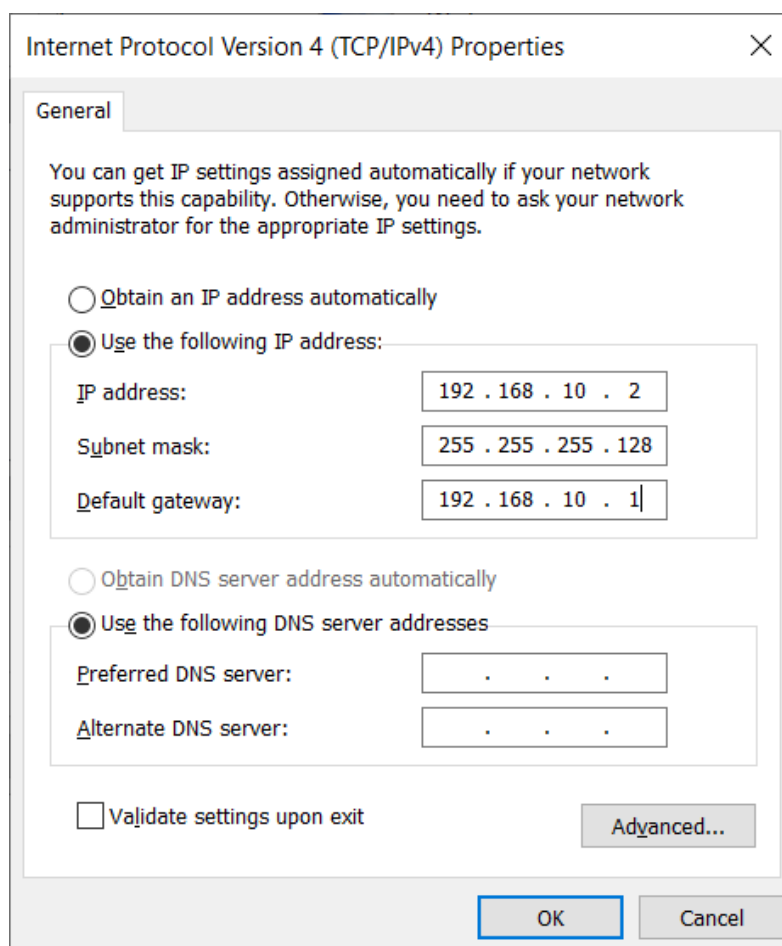 Internet Protocol Version 4 (TCP/IPv4) Properties
General
You can get IP settings assigned automatically if your network
supports this capability. Otherwise, you need to ask your network
administrator for the appropriate IP settings.
Obtain an IP address automatically
Use the following IP address:
IP address: 192 . 168 . 10 . 2
Subnet mask: 255 . 255 . 255 . 128
Default gateway: 192 . 168 . 10 . 1
Obtain DNS server address automatically
Use the following DNS server addresses
Preferred DNS server: . . .
Alternate DNS server: . . .
Validate settings upon exit
Advanced...
OK Cancel